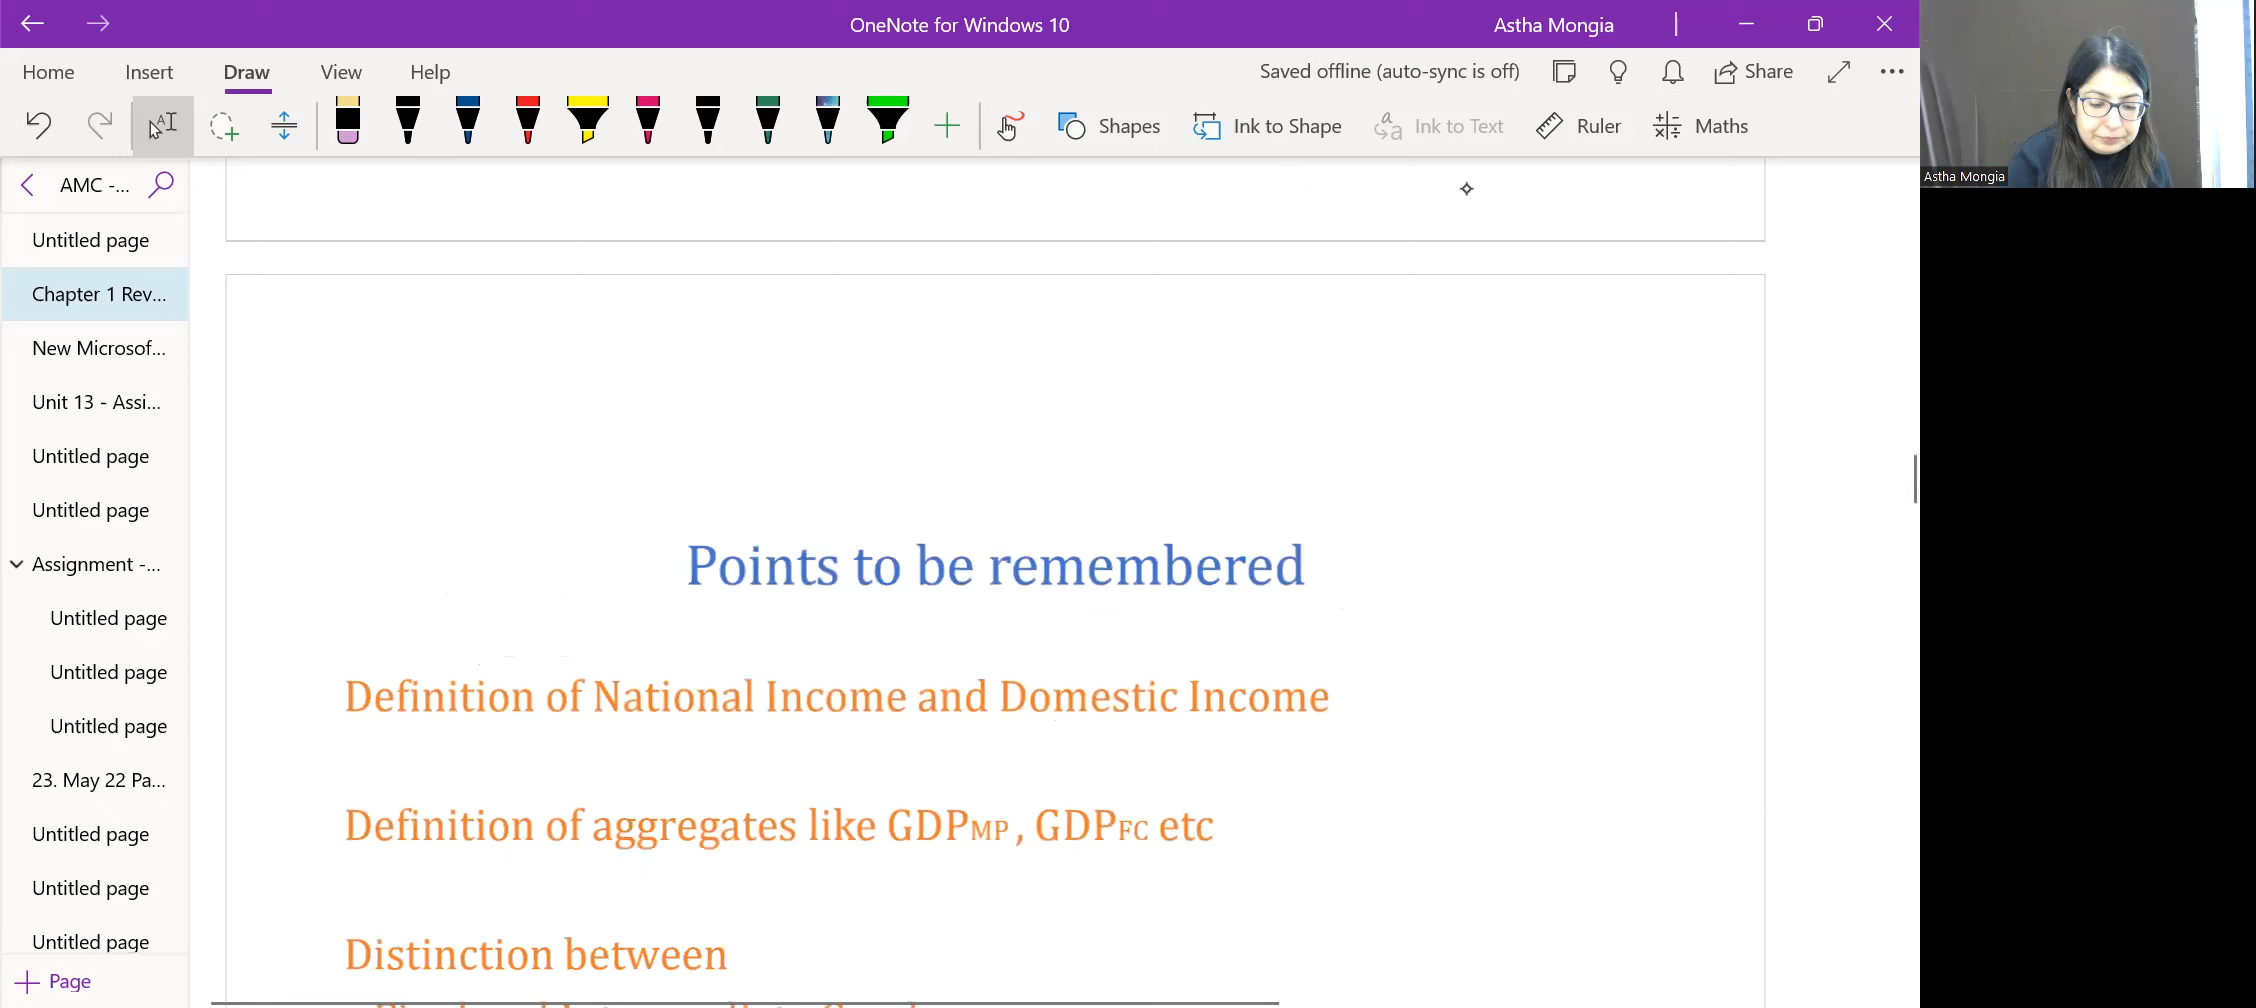 OneNote for Windows 10
Astha Mongia
Home Insert Draw View Help
Saved offline (auto-sync is off)
Share
Shapes
Ink to Shape
Ink to Text
Ruler
Maths
Astha Mongia
AMC -...
Untitled page
Chapter 1 Rev...
New Microsof...
Unit 13 - Assi...
Untitled page
Untitled page
Assignment -...
Untitled page
Untitled page
Untitled page
23. May 22 Pa...
Untitled page
Untitled page
Untitled page
Page
Points to be remembered
Definition of National Income and Domestic Income
Definition of aggregates like GDPMP, GDPFC etc
Distinction between